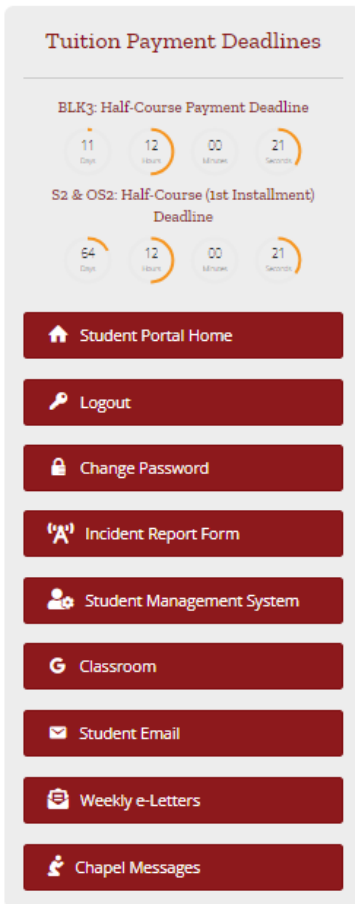 Tuition Payment Deadlines
BLK3: Half-Course Payment Deadline
11 12 00 21
Days Hours Minutes Seconds
S2 & OS2: Half-Course (1st Installment)
Deadline
64 12 00 21
Days Hours Minutes Seconds
Student Portal Home
Logout
Change Password
Incident Report Form
Student Management System
G Classroom
Student Email
Weekly e-Letters
Chapel Messages